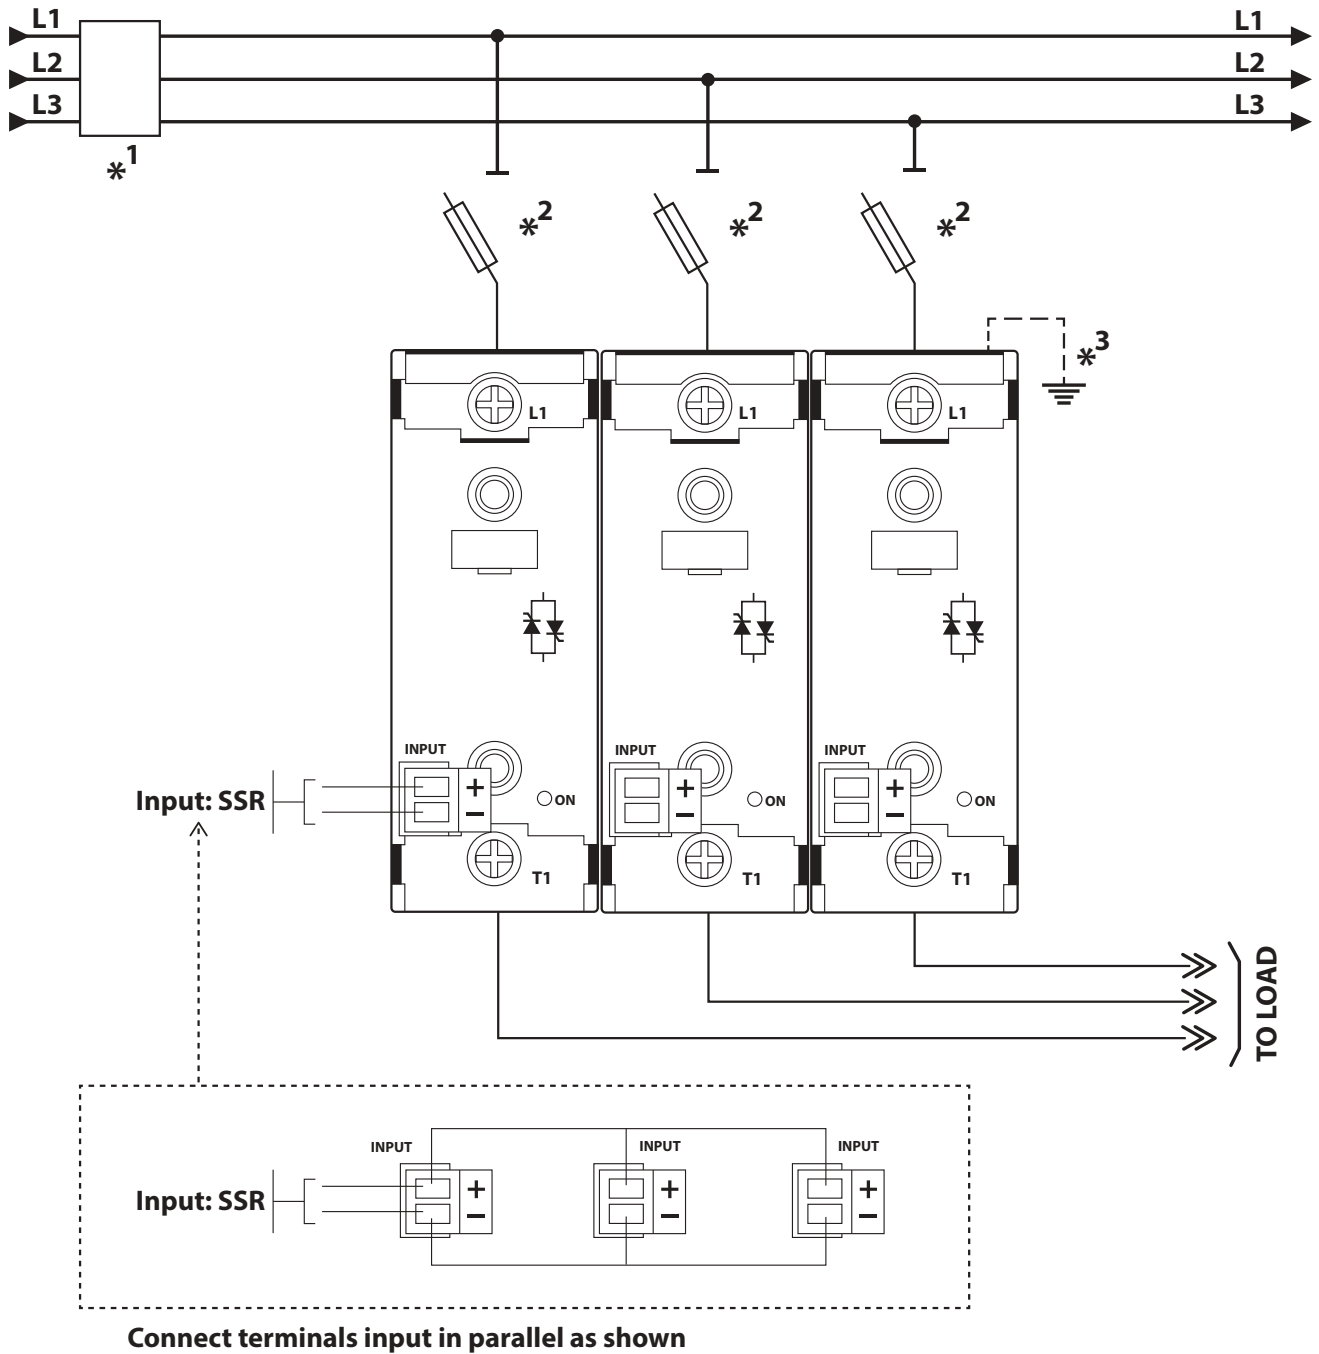 L1 L1
L2 L2
L3 L3
*1
*2 *2 *2
*3
L1 L1 L1
INPUT INPUT INPUT
Input: SSR + + +
ON ON ON
− − −
T1 T1 T1
TO LOAD
INPUT INPUT INPUT
Input: SSR + + +
− − −
Connect terminals input in parallel as shown